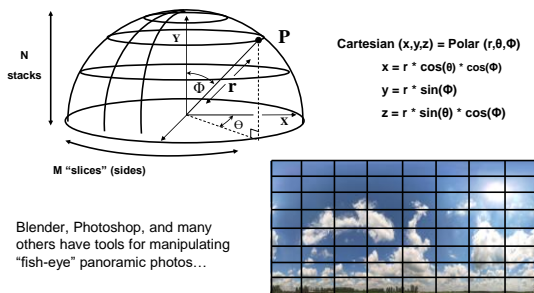 N
stacks
Y
P
Φ
r
X
Θ
M “slices” (sides)
Cartesian (x,y,z) = Polar (r,θ,Φ)
x = r * cos(θ) * cos(Φ)
y = r * sin(Φ)
z = r * sin(θ) * cos(Φ)
Blender, Photoshop, and many
others have tools for manipulating
“fish-eye” panoramic photos…